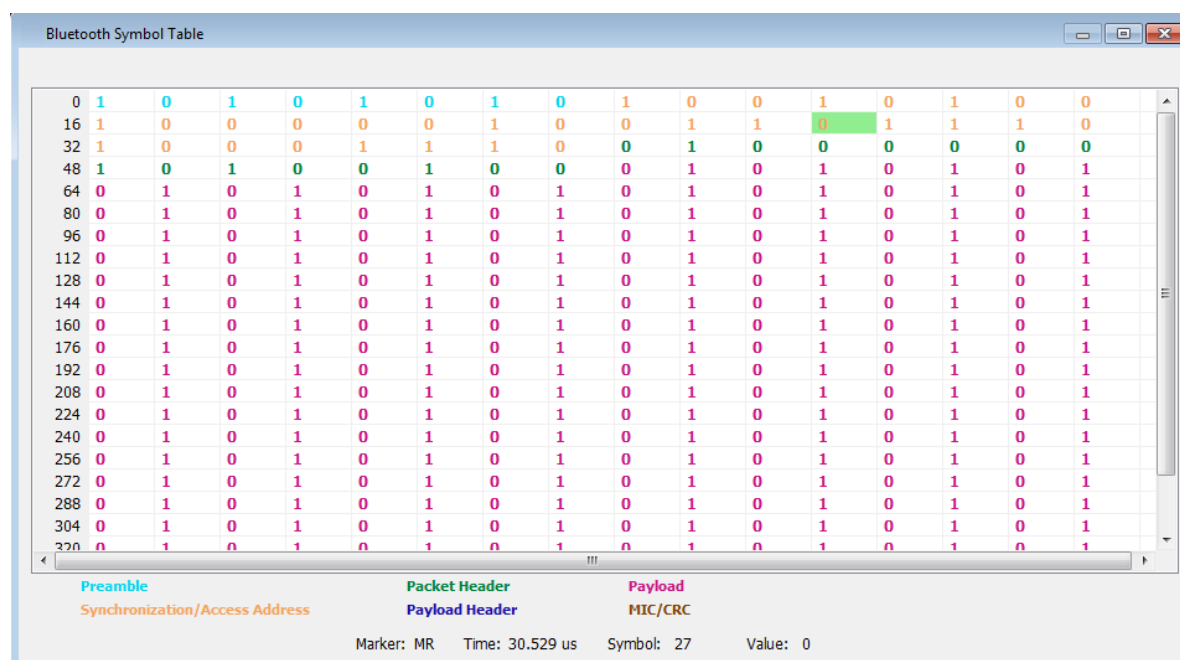 Bluetooth Symbol Table
0 1 0 1 0 1 0 1 0 1 0 0 1 0 1 0 0
16 1 0 0 0 0 0 1 0 0 1 1 0 1 1 1 0
32 1 0 0 0 1 1 1 0 0 1 0 0 0 0 0 0
48 1 0 1 0 0 1 0 0 0 1 0 1 0 1 0 1
64 0 1 0 1 0 1 0 1 0 1 0 1 0 1 0 1
80 0 1 0 1 0 1 0 1 0 1 0 1 0 1 0 1
96 0 1 0 1 0 1 0 1 0 1 0 1 0 1 0 1
112 0 1 0 1 0 1 0 1 0 1 0 1 0 1 0 1
128 0 1 0 1 0 1 0 1 0 1 0 1 0 1 0 1
144 0 1 0 1 0 1 0 1 0 1 0 1 0 1 0 1
160 0 1 0 1 0 1 0 1 0 1 0 1 0 1 0 1
176 0 1 0 1 0 1 0 1 0 1 0 1 0 1 0 1
192 0 1 0 1 0 1 0 1 0 1 0 1 0 1 0 1
208 0 1 0 1 0 1 0 1 0 1 0 1 0 1 0 1
224 0 1 0 1 0 1 0 1 0 1 0 1 0 1 0 1
240 0 1 0 1 0 1 0 1 0 1 0 1 0 1 0 1
256 0 1 0 1 0 1 0 1 0 1 0 1 0 1 0 1
272 0 1 0 1 0 1 0 1 0 1 0 1 0 1 0 1
288 0 1 0 1 0 1 0 1 0 1 0 1 0 1 0 1
304 0 1 0 1 0 1 0 1 0 1 0 1 0 1 0 1
320 0 1 0 1 0 1 0 1 0 1 0 1 0 1 0 1
Preamble Packet Header Payload
Synchronization/Access Address Payload Header MIC/CRC
Marker: MR Time: 30.529 us Symbol: 27 Value: 0